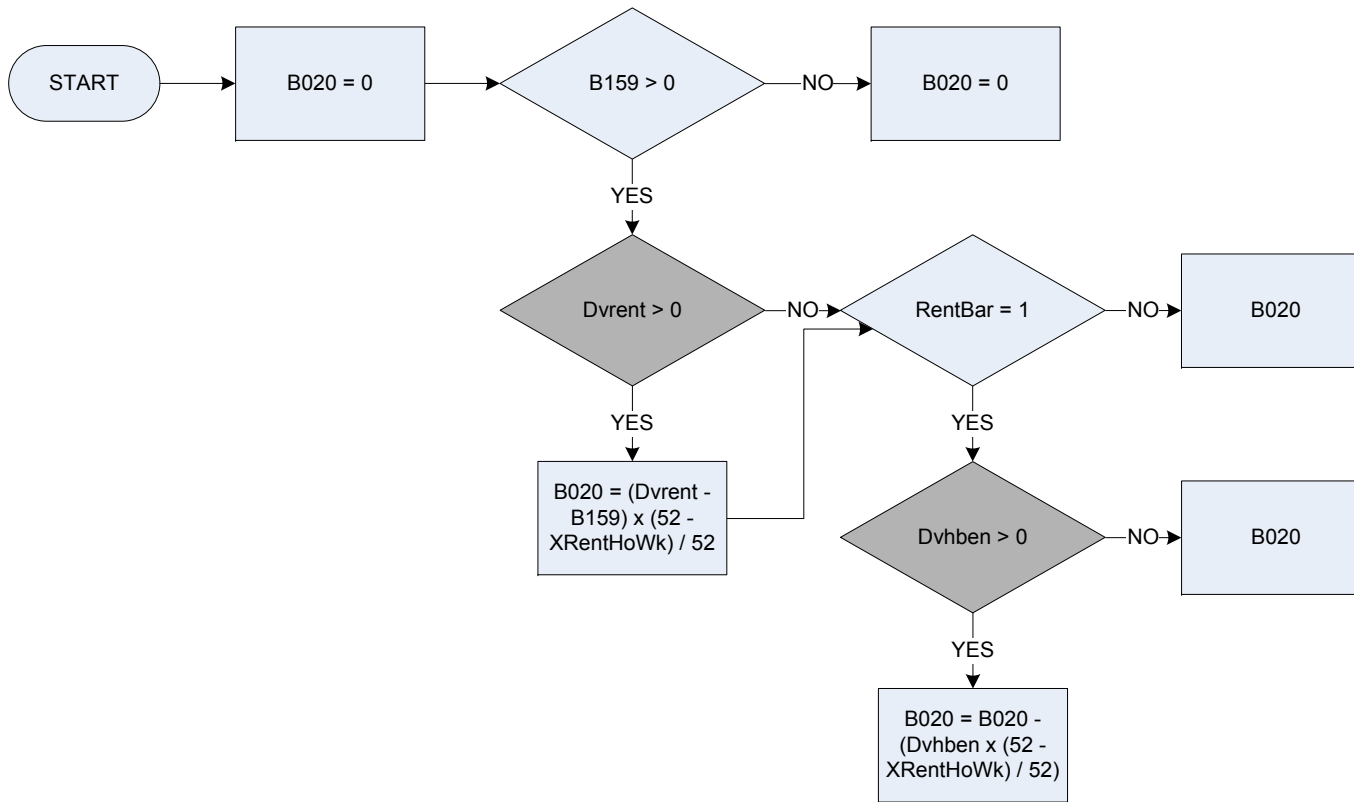 START
B020 = 0
B159 > 0
NO
B020 = 0
YES
Dvrent > 0
NO
RentBar = 1
NO
B020
YES
YES
B020 = (Dvrent -
B159) x (52 -
XRentHoWk) / 52
Dvhben > 0
NO
B020
YES
B020 = B020 -
(Dvhben x (52 -
XRentHoWk) / 52)